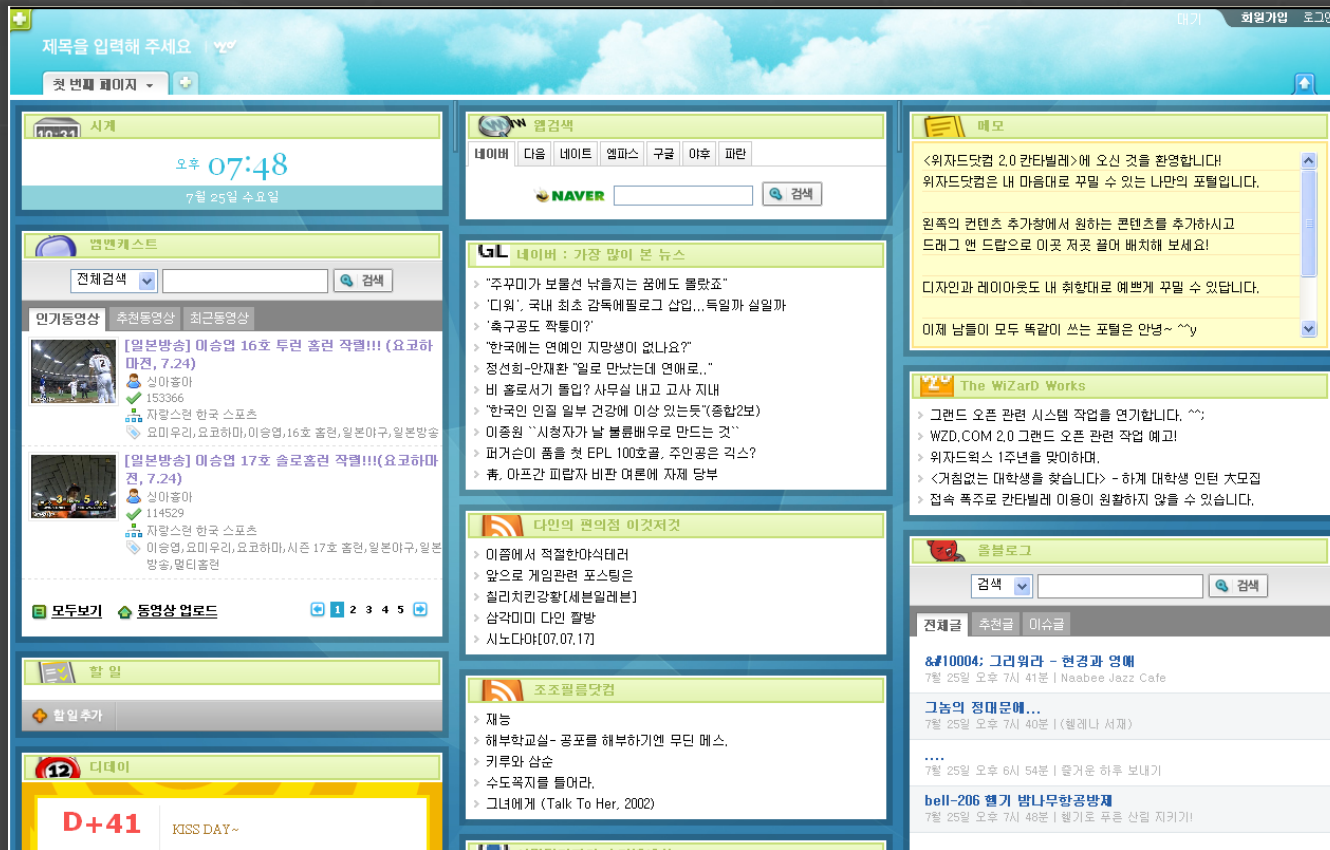 대기
회원가입 로그인
제목을 입력해 주세요
첫 번째 페이지
10:31
시계
오후 07:48
7월 25일 수요일
엠엔캐스트
전체검색
검색
인기동영상 추천동영상 최근동영상
[일본방송] 이승엽 16호 투런 홈런 작렬!!! (요코하
마전, 7.24)
싱아흥아
153366
자랑스런 한국 스포츠
요미우리,요코하마,이승엽,16호 홈런,일본야구,일본방송
[일본방송] 이승엽 17호 솔로홈런 작렬!!!(요코하마
전, 7.24)
싱아흥아
114529
자랑스런 한국 스포츠
이승엽,요미우리,요코하마,시즌 17호 홈런,일본야구,일본
방송,멀티홈런
모두보기 동영상 업로드
1 2 3 4 5
할 일
할일추가
12
디데이
D+41
KISS DAY~
웹검색
네이버 다음 네이트 엠파스 구글 야후 파란
NAVER 검색
네이버 : 가장 많이 본 뉴스
"주꾸미가 보물선 낚을지는 꿈에도 몰랐죠"
'디워', 국내 최초 감독에필로그 삽입...득일까 실일까
'축구공도 짝퉁이?'
"한국에는 연예인 지망생이 없나요?"
정선희-안재환 "일로 만났는데 연애로.."
비 홀로서기 돌입? 사무실 내고 고사 지내
"한국인 인질 일부 건강에 이상 있는듯"(종합2보)
이종원 ``시청자가 날 불륜배우로 만드는 것``
퍼거슨이 품을 첫 EPL 100호골, 주인공은 긱스?
靑, 아프간 피랍자 비판 여론에 자제 당부
다인의 편의점 이것저것
이쯤에서 적절한야식테러
앞으로 게임관련 포스팅은
칠리치킨강황[세븐일레븐]
삼각미미 다인 짤방
시노다야[07.07.17]
조조필름닷컴
재능
해부학교실- 공포를 해부하기엔 무딘 메스.
키루와 삼순
수도꼭지를 틀어라.
그녀에게 (Talk To Her, 2002)
메모
<위자드닷컴 2.0 칸타빌레>에 오신 것을 환영합니다!
위자드닷컴은 내 마음대로 꾸밀 수 있는 나만의 포털입니다.
왼쪽의 컨텐츠 추가창에서 원하는 콘텐츠를 추가하시고
드래그 앤 드랍으로 이곳 저곳 끌어 배치해 보세요!
디자인과 레이아웃도 내 취향대로 예쁘게 꾸밀 수 있답니다.
이제 남들이 모두 똑같이 쓰는 포털은 안녕~ ^^y
The WiZarD Works
그랜드 오픈 관련 시스템 작업을 연기합니다. ^^;
WZD.COM 2.0 그랜드 오픈 관련 작업 예고!
위자드웍스 1주년을 맞이하며.
<거침없는 대학생을 찾습니다> - 하계 대학생 인턴 大모집
접속 폭주로 칸타빌레 이용이 원활하지 않을 수 있습니다.
올블로그
검색 검색
전체글 추천글 이슈글
&#10004; 그리워라 - 현경과 영애
7월 25일 오후 7시 41분 | Naabee Jazz Cafe
그놈의 정대문에...
7월 25일 오후 7시 40분 | (헬레나 서재)
....
7월 25일 오후 6시 54분 | 즐거운 하루 보내기
bell-206 헬기 밤나무항공방제
7월 25일 오후 7시 48분 | 헬기로 푸른 산림 지키기!